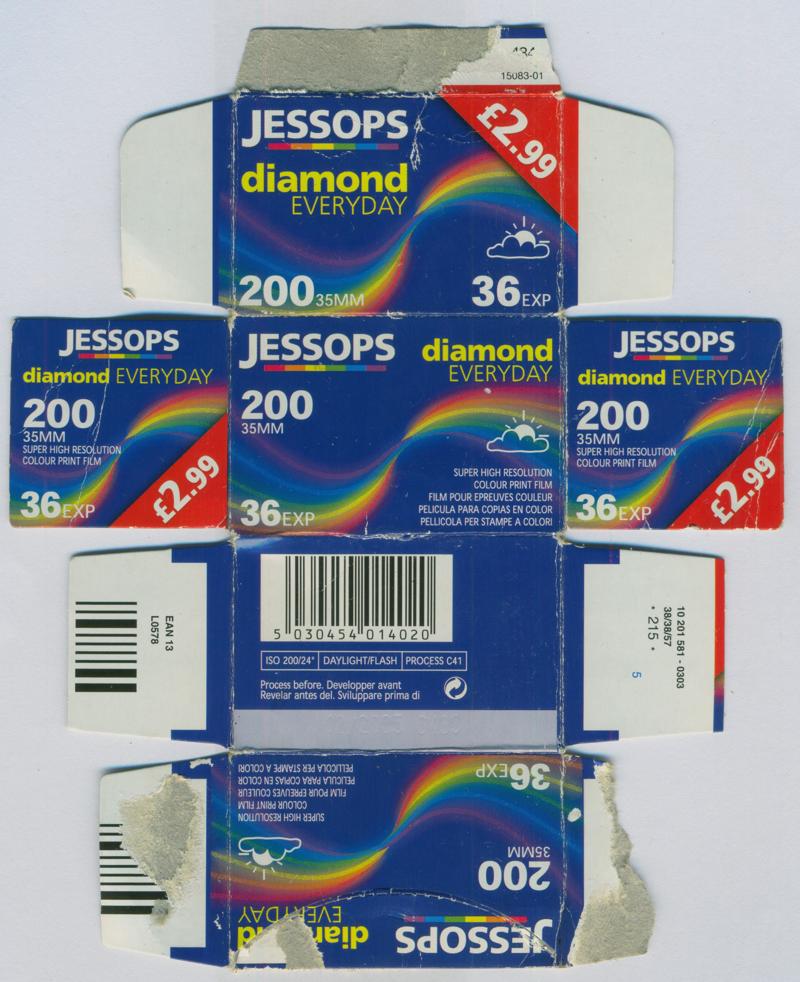 15083-01
JESSOPS
£2.99
diamond
EVERYDAY
200 35MM
36 EXP
JESSOPS
diamond EVERYDAY
200
35MM
SUPER HIGH RESOLUTION
COLOUR PRINT FILM
36 EXP
£2.99
JESSOPS
diamond
EVERYDAY
200
35MM
SUPER HIGH RESOLUTION
COLOUR PRINT FILM
FILM POUR EPREUVES COULEUR
PELICULA PARA COPIAS EN COLOR
PELLICOLA PER STAMPE A COLORI
36 EXP
JESSOPS
diamond EVERYDAY
200
35MM
SUPER HIGH RESOLUTION
COLOUR PRINT FILM
36 EXP
£2.99
EAN 13
L0578
5 030454 014020
ISO 200/24° DAYLIGHT/FLASH PROCESS C41
Process before. Developper avant
Revelar antes del. Sviluppare prima di
10 201 581 - 0303
38/38/57
* 215 *
5
JESSOPS
EVERYDAY
200
35MM
SUPER HIGH RESOLUTION
COLOUR PRINT FILM
FILM POUR EPREUVES COULEUR
PELICULA PARA COPIAS EN COLOR
PELLICOLA PER STAMPE A COLORI
36 EXP